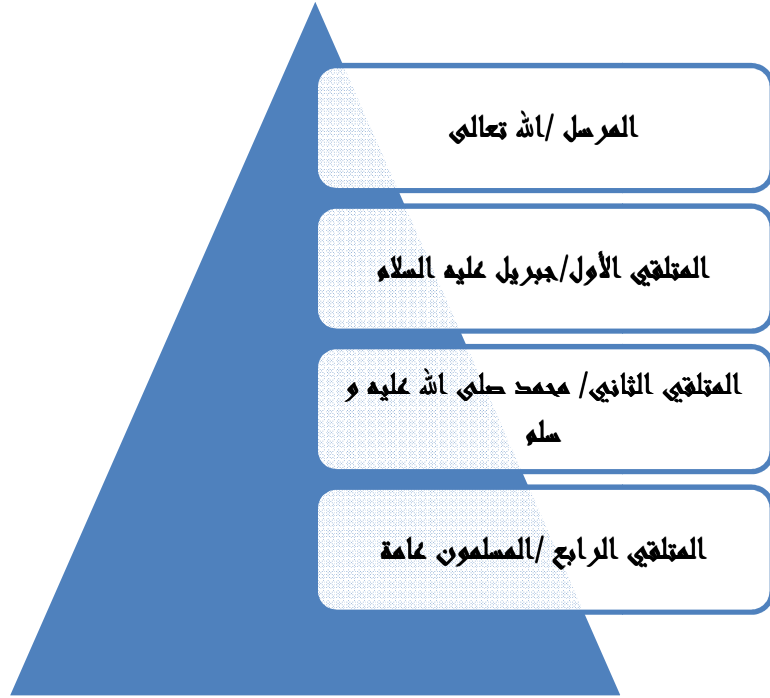 المرسل /الله تعالى
المتلقي الأول/جبريل عليه السلام
المتلقي الثاني/ محمد صلى الله عليه و
سلم
المتلقي الرابع /المسلمون عامة